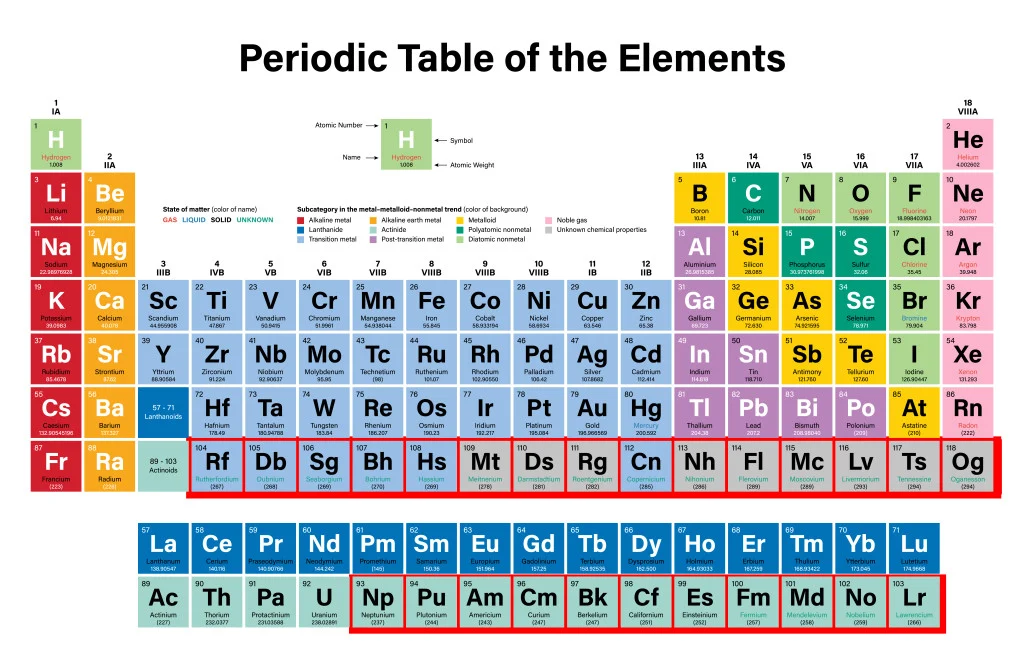 Periodic Table of the Elements
1
IA
18
VIIIA
Atomic Number
1
H
Hydrogen
1.008
Symbol
Name
Atomic Weight
1
H
Hydrogen
1.008
2
He
Helium
4.002602
2
IIA
13
IIIA
14
IVA
15
VA
16
VIA
17
VIIA
3
Li
Lithium
6.94
4
Be
Beryllium
9.0121831
State of matter (color of name)
GAS LIQUID SOLID UNKNOWN
Subcategory in the metal–metalloid–nonmetal trend (color of background)
Alkaline metal
Lanthanide
Transition metal
Alkaline earth metal
Actinide
Post-transition metal
Metalloid
Polyatomic nonmetal
Diatomic nonmetal
Noble gas
Unknown chemical properties
5
B
Boron
10.81
6
C
Carbon
12.011
7
N
Nitrogen
14.007
8
O
Oxygen
15.999
9
F
Fluorine
18.998403163
10
Ne
Neon
20.1797
11
Na
Sodium
22.98976928
12
Mg
Magnesium
24.305
3
IIIB
4
IVB
5
VB
6
VIB
7
VIIB
8
VIIIB
9
VIIIB
10
VIIIB
11
IB
12
IIB
13
Al
Aluminium
26.9815385
14
Si
Silicon
28.085
15
P
Phosphorus
30.973761998
16
S
Sulfur
32.06
17
Cl
Chlorine
35.45
18
Ar
Argon
39.948
19
K
Potassium
39.0983
20
Ca
Calcium
40.078
21
Sc
Scandium
44.955908
22
Ti
Titanium
47.867
23
V
Vanadium
50.9415
24
Cr
Chromium
51.9961
25
Mn
Manganese
54.938044
26
Fe
Iron
55.845
27
Co
Cobalt
58.933194
28
Ni
Nickel
58.6934
29
Cu
Copper
63.546
30
Zn
Zinc
65.38
31
Ga
Gallium
69.723
32
Ge
Germanium
72.630
33
As
Arsenic
74.921595
34
Se
Selenium
78.971
35
Br
Bromine
79.904
36
Kr
Krypton
83.798
37
Rb
Rubidium
85.4678
38
Sr
Strontium
87.62
39
Y
Yttrium
88.90584
40
Zr
Zirconium
91.224
41
Nb
Niobium
92.90637
42
Mo
Molybdenum
95.95
43
Tc
Technetium
(98)
44
Ru
Ruthenium
101.07
45
Rh
Rhodium
102.90550
46
Pd
Palladium
106.42
47
Ag
Silver
107.8682
48
Cd
Cadmium
112.414
49
In
Indium
114.818
50
Sn
Tin
118.710
51
Sb
Antimony
121.760
52
Te
Tellurium
127.60
53
I
Iodine
126.90447
54
Xe
Xenon
131.293
55
Cs
Caesium
132.90545196
56
Ba
Barium
137.327
57 - 71
Lanthanoids
72
Hf
Hafnium
178.49
73
Ta
Tantalum
180.94788
74
W
Tungsten
183.84
75
Re
Rhenium
186.207
76
Os
Osmium
190.23
77
Ir
Iridium
192.217
78
Pt
Platinum
195.084
79
Au
Gold
196.966569
80
Hg
Mercury
200.592
81
Tl
Thallium
204.38
82
Pb
Lead
207.2
83
Bi
Bismuth
208.98040
84
Po
Polonium
(209)
85
At
Astatine
(210)
86
Rn
Radon
(222)
87
Fr
Francium
(223)
88
Ra
Radium
(226)
89 - 103
Actinoids
104
Rf
Rutherfordium
(267)
105
Db
Dubnium
(268)
106
Sg
Seaborgium
(269)
107
Bh
Bohrium
(270)
108
Hs
Hassium
(269)
109
Mt
Meitnerium
(278)
110
Ds
Darmstadtium
(281)
111
Rg
Roentgenium
(282)
112
Cn
Copernicium
(285)
113
Nh
Nihonium
(286)
114
Fl
Flerovium
(289)
115
Mc
Moscovium
(289)
116
Lv
Livermorium
(293)
117
Ts
Tennessine
(294)
118
Og
Oganesson
(294)
57
La
Lanthanum
138.90547
58
Ce
Cerium
140.116
59
Pr
Praseodymium
140.90766
60
Nd
Neodymium
144.242
61
Pm
Promethium
(145)
62
Sm
Samarium
150.36
63
Eu
Europium
151.964
64
Gd
Gadolinium
157.25
65
Tb
Terbium
158.92535
66
Dy
Dysprosium
162.500
67
Ho
Holmium
164.93033
68
Er
Erbium
167.259
69
Tm
Thulium
168.93422
70
Yb
Ytterbium
173.045
71
Lu
Lutetium
174.9668
89
Ac
Actinium
(227)
90
Th
Thorium
232.0377
91
Pa
Protactinium
231.03588
92
U
Uranium
238.02891
93
Np
Neptunium
(237)
94
Pu
Plutonium
(244)
95
Am
Americium
(243)
96
Cm
Curium
(247)
97
Bk
Berkelium
(247)
98
Cf
Californium
(251)
99
Es
Einsteinium
(252)
100
Fm
Fermium
(257)
101
Md
Mendelevium
(258)
102
No
Nobelium
(259)
103
Lr
Lawrencium
(266)